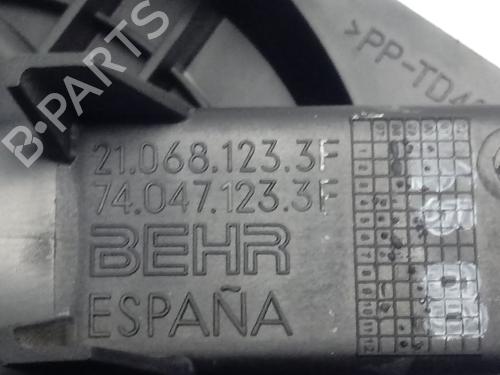 B-PARTS
>PP-TD4
21.068.123.3F
74.047.123.3F
BEHR
ESPAÑA